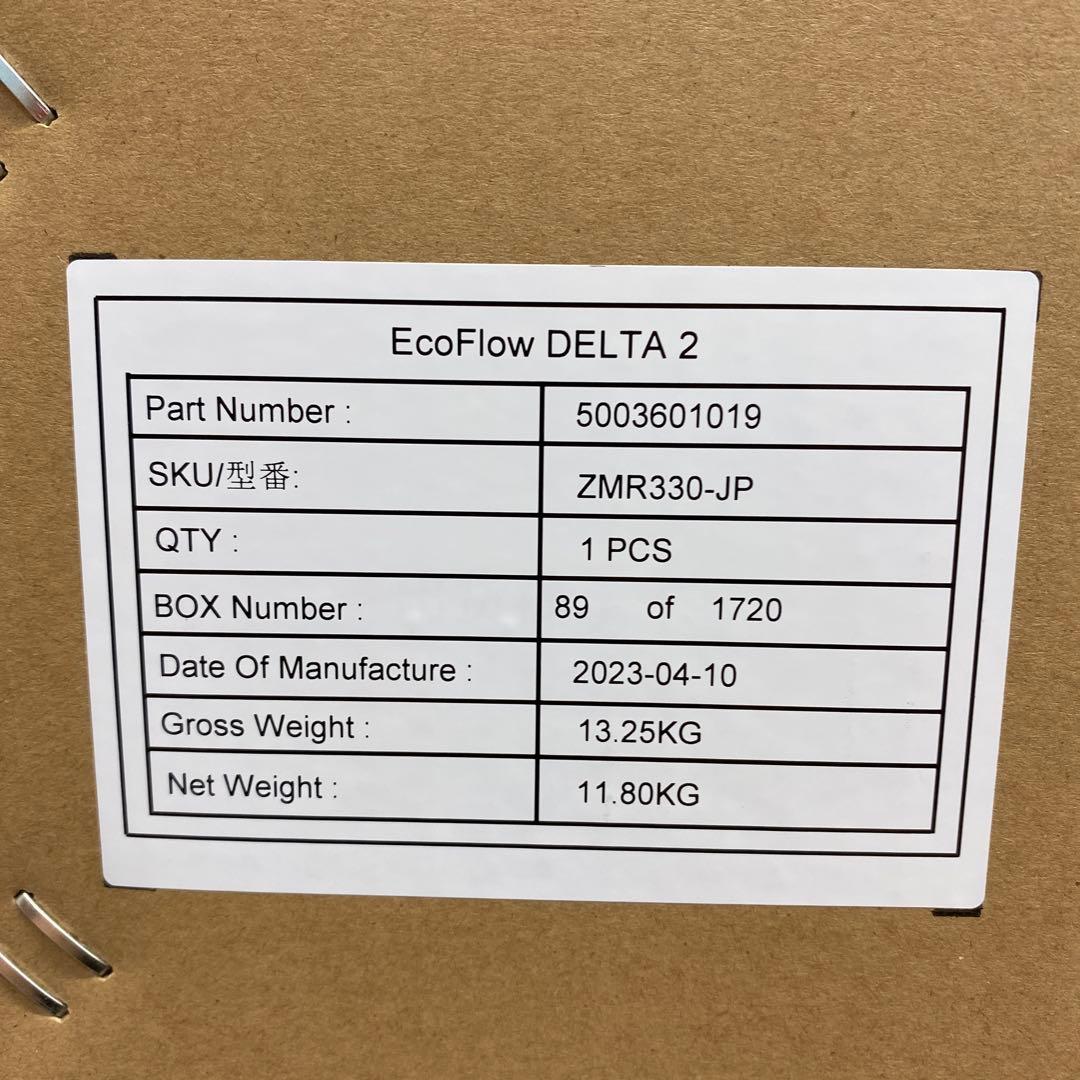 EcoFlow DELTA 2
Part Number : 5003601019
SKU/型番: ZMR330-JP
QTY : 1 PCS
BOX Number : 89 of 1720
Date Of Manufacture : 2023-04-10
Gross Weight : 13.25KG
Net Weight : 11.80KG